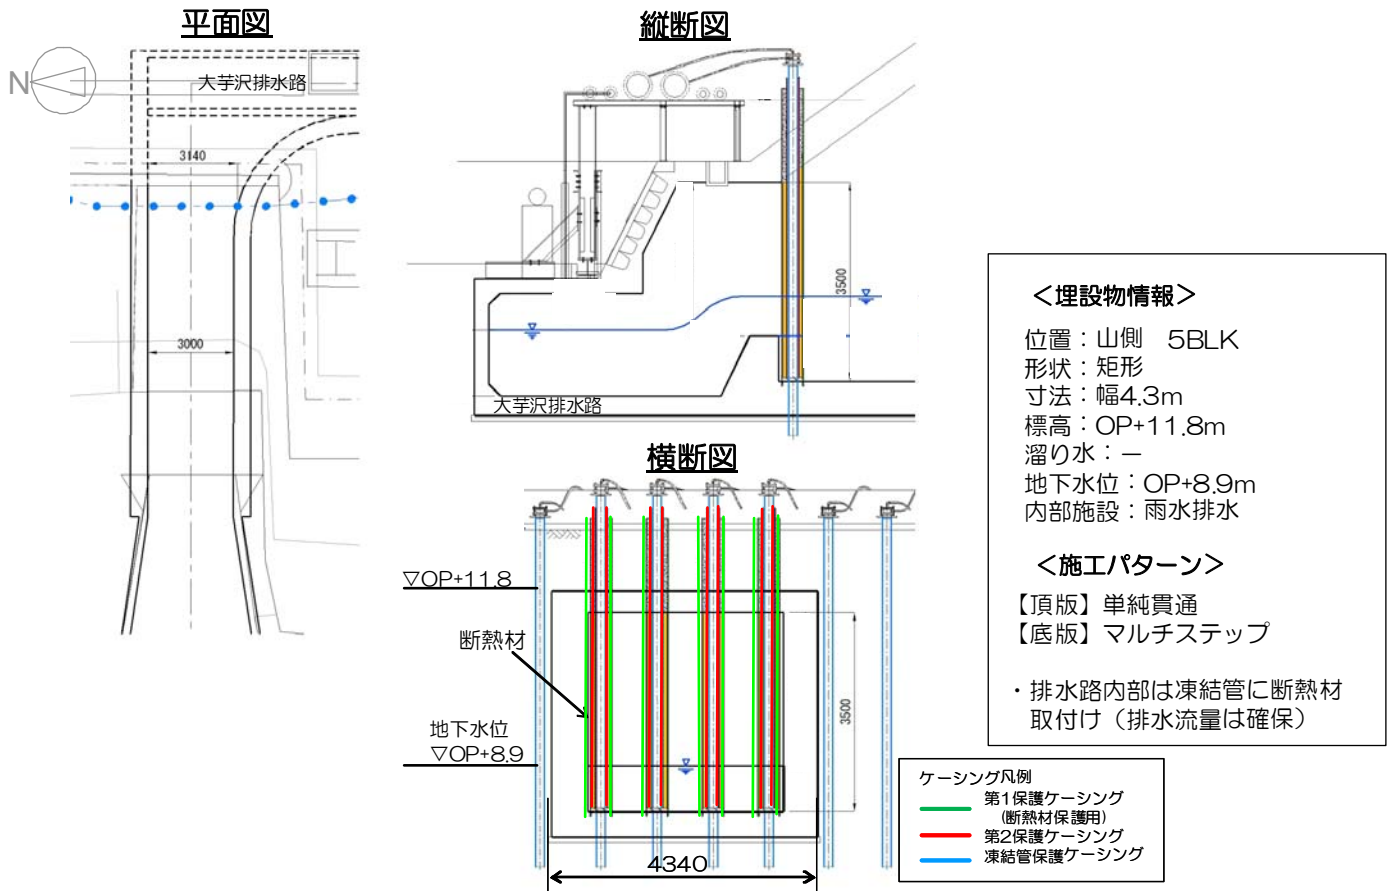 平面図
N
大芋沢排水路
3140
3000
縦断図
3500
大芋沢排水路
横断図
▽OP+11.8
断熱材
地下水位
▽OP+8.9
3500
4340
＜埋設物情報＞
位置：山側 5BLK
形状：矩形
寸法：幅4.3m
標高：OP+11.8m
溜り水：－
地下水位：OP+8.9m
内部施設：雨水排水
＜施工パターン＞
【頂版】単純貫通
【底版】マルチステップ
・排水路内部は凍結管に断熱材
取付け（排水流量は確保）
ケーシング凡例
第1保護ケーシング
(断熱材保護用)
第2保護ケーシング
凍結管保護ケーシング